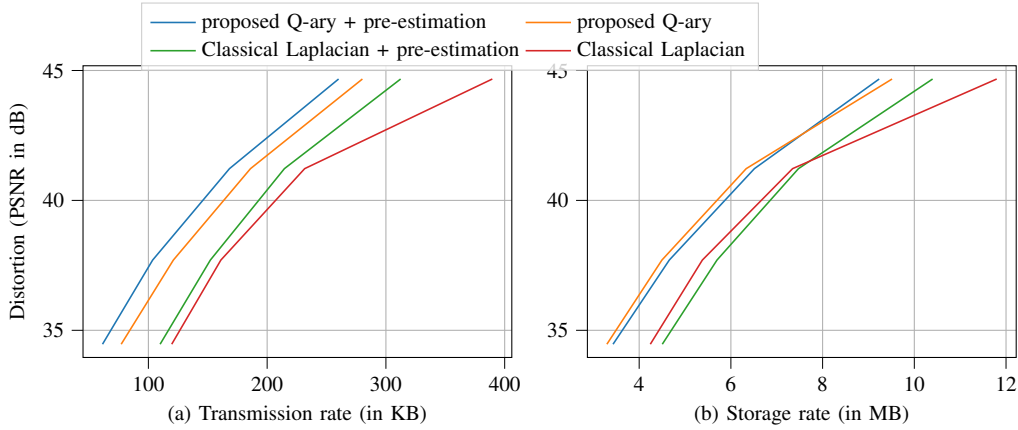 proposed Q-ary + pre-estimation
proposed Q-ary
Classical Laplacian + pre-estimation
Classical Laplacian
Distortion (PSNR in dB)
45
40
35
100
200
300
400
(a) Transmission rate (in KB)
45
40
35
4
6
8
10
12
(b) Storage rate (in MB)